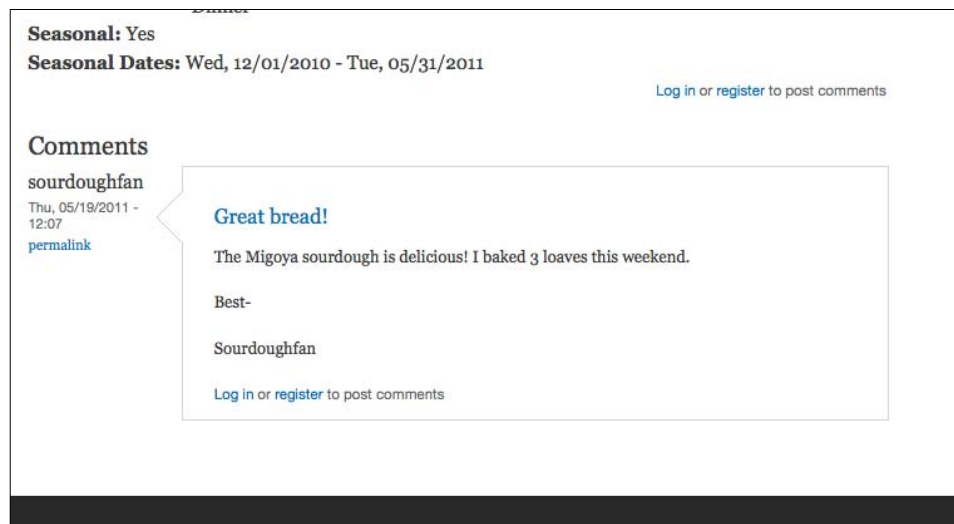 Dinner
Seasonal: Yes
Seasonal Dates: Wed, 12/01/2010 - Tue, 05/31/2011
Log in or register to post comments
Comments
sourdoughfan
Thu, 05/19/2011 -
12:07
permalink
Great bread!
The Migoya sourdough is delicious! I baked 3 loaves this weekend.
Best-
Sourdoughfan
Log in or register to post comments